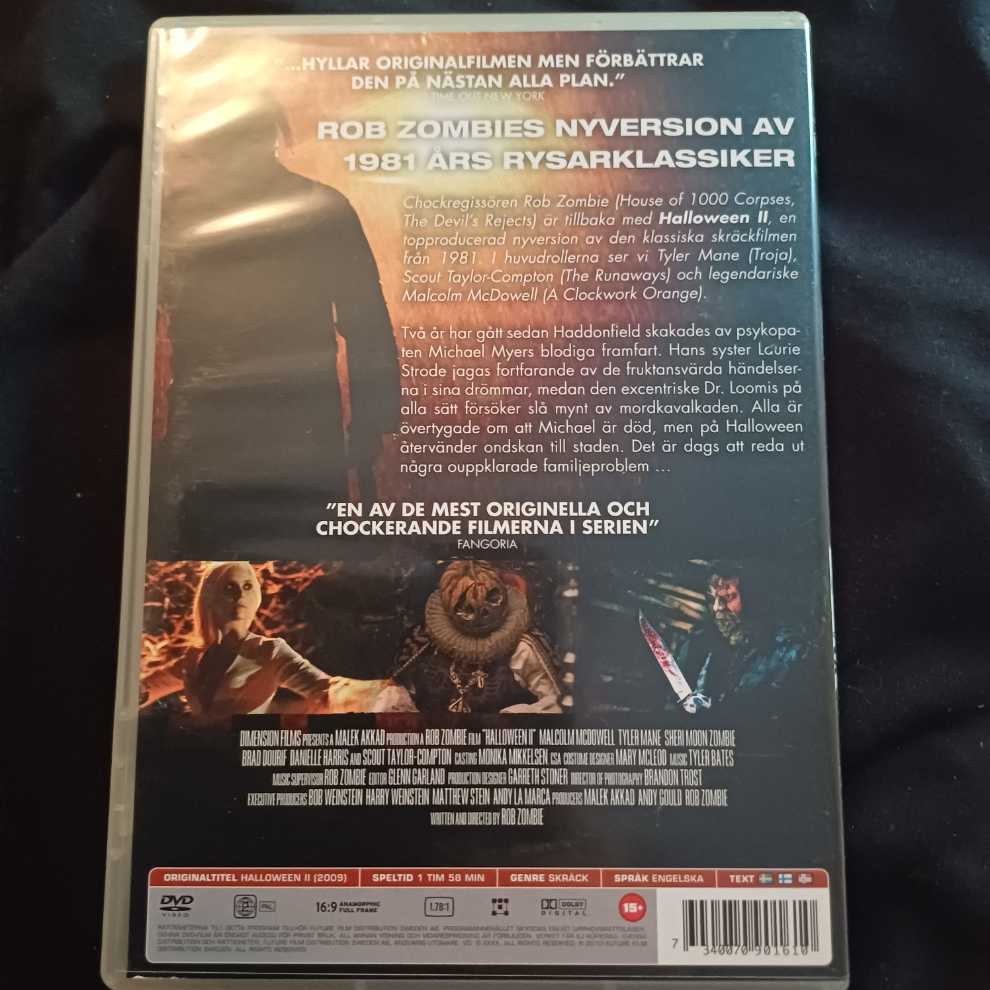 "...HYLLAR ORIGINALFILMEN MEN FÖRBÄTTRAR
DEN PÅ NÄSTAN ALLA PLAN."
TIME OUT NEW YORK
ROB ZOMBIES NYVERSION AV
1981 ÅRS RYSARKLASSIKER
Chockregissören Rob Zombie (House of 1000 Corpses,
The Devil's Rejects) är tillbaka med Halloween II, en
topproducerad nyversion av den klassiska skräckfilmen
från 1981. I huvudrollerna ser vi Tyler Mane (Troja),
Scout Taylor-Compton (The Runaways) och legendariske
Malcolm McDowell (A Clockwork Orange).
Två år har gått sedan Haddonfield skakades av psykopa-
ten Michael Myers blodiga framfart. Hans syster Laurie
Strode jagas fortfarande av de fruktansvärda händelser-
na i sina drömmar, medan den excentriske Dr. Loomis på
alla sätt försöker slå mynt av mordkavalkaden. Alla är
övertygade om att Michael är död, men på Halloween
återvänder ondskan till staden. Det är dags att reda ut
några ouppklarade familjeproblem ...
"EN AV DE MEST ORIGINELLA OCH
CHOCKERANDE FILMERNA I SERIEN"
FANGORIA
DIMENSION FILMS PRESENTS A MALEK AKKAD PRODUCTION A ROB ZOMBIE FILM "HALLOWEEN II" MALCOLM MCDOWELL TYLER MANE SHERI MOON ZOMBIE
BRAD DOURIF DANIELLE HARRIS AND SCOUT TAYLOR-COMPTON CASTING MONIKA MIKKELSEN CSA COSTUME DESIGNER MARY MCLEOD MUSIC TYLER BATES
MUSIC SUPERVISOR ROB ZOMBIE EDITOR GLENN GARLAND PRODUCTION DESIGNER GARRETH STONER DIRECTOR OF PHOTOGRAPHY BRANDON TROST
EXECUTIVE PRODUCERS BOB WEINSTEIN HARRY WEINSTEIN MATTHEW STEIN ANDY LA MARCA PRODUCERS MALEK AKKAD ANDY GOULD ROB ZOMBIE
WRITTEN AND DIRECTED BY ROB ZOMBIE
ORIGINALTITEL HALLOWEEN II (2009) SPELTID 1 TIM 58 MIN GENRE SKRÄCK SPRÅK ENGELSKA TEXT
DVD VIDEO 2 PAL 16:9 ANAMORPHIC FULL FRAME 1.78:1 DOLBY DIGITAL 15+
7 340070 901610